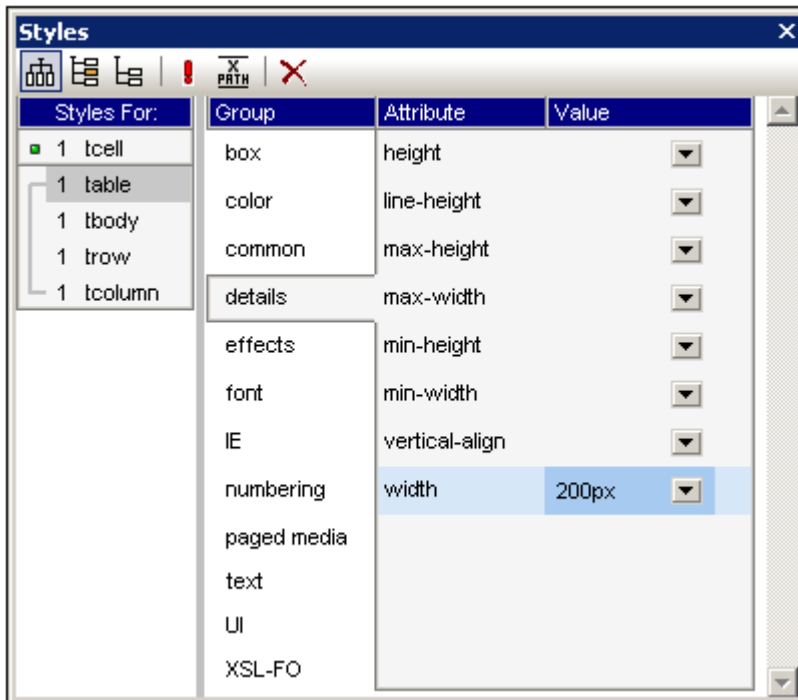 Styles
X PATH
Styles For: Group Attribute Value
1 tcell
1 table
1 tbody
1 trow
1 tcolumn
box height
color line-height
common max-height
details max-width
effects min-height
font min-width
IE vertical-align
numbering width 200px
paged media
text
UI
XSL-FO